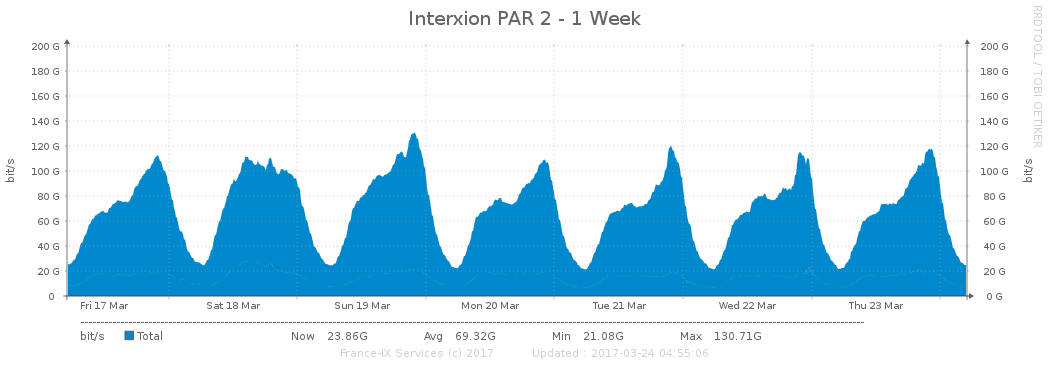 Interxion PAR 2 - 1 Week
RRDTOOL / TOBI OETIKER
200 G 200 G
180 G 180 G
160 G 160 G
140 G 140 G
120 G 120 G
100 G 100 G
80 G 80 G
60 G 60 G
40 G 40 G
20 G 20 G
0 0 G
bit/s
bit/s
Fri 17 Mar Sat 18 Mar Sun 19 Mar Mon 20 Mar Tue 21 Mar Wed 22 Mar Thu 23 Mar
bit/s Total Now 23.86G Avg 69.32G Min 21.08G Max 130.71G
France-IX Services (c) 2017 Updated : 2017-03-24 04:55:06